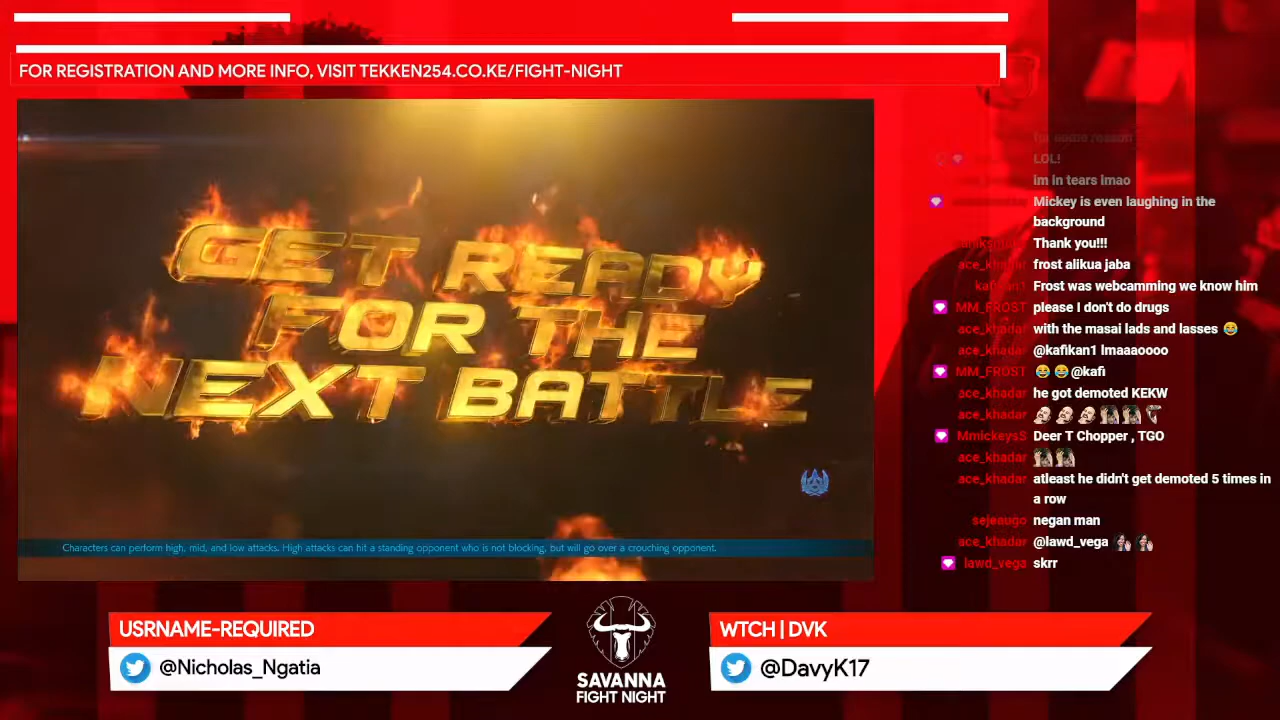 FOR REGISTRATION AND MORE INFO, VISIT TEKKEN254.CO.KE/FIGHT-NIGHT
GET READY
FOR THE
NEXT BATTLE
Characters can perform high, mid, and low attacks. High attacks can hit a standing opponent who is not blocking, but will go over a crouching opponent.
for some reason
LOL!
im in tears lmao
Mickey is even laughing in the
background
Thank you!!!
ace_khadar frost alikua jaba
kafikan1 Frost was webcamming we know him
MM_FROST please I don't do drugs
ace_khadar with the masai lads and lasses 😂
ace_khadar @kafikan1 lmaaaoooo
MM_FROST 😂😂@kafi
ace_khadar he got demoted KEKW
ace_khadar
MmickeysS Deer T Chopper , TGO
ace_khadar
ace_khadar atleast he didn't get demoted 5 times in
a row
sejeaugo negan man
ace_khadar @lawd_vega
lawd_vega skrr
USRNAME-REQUIRED
@Nicholas_Ngatia
SAVANNA
FIGHT NIGHT
WTCH | DVK
@DavyK17